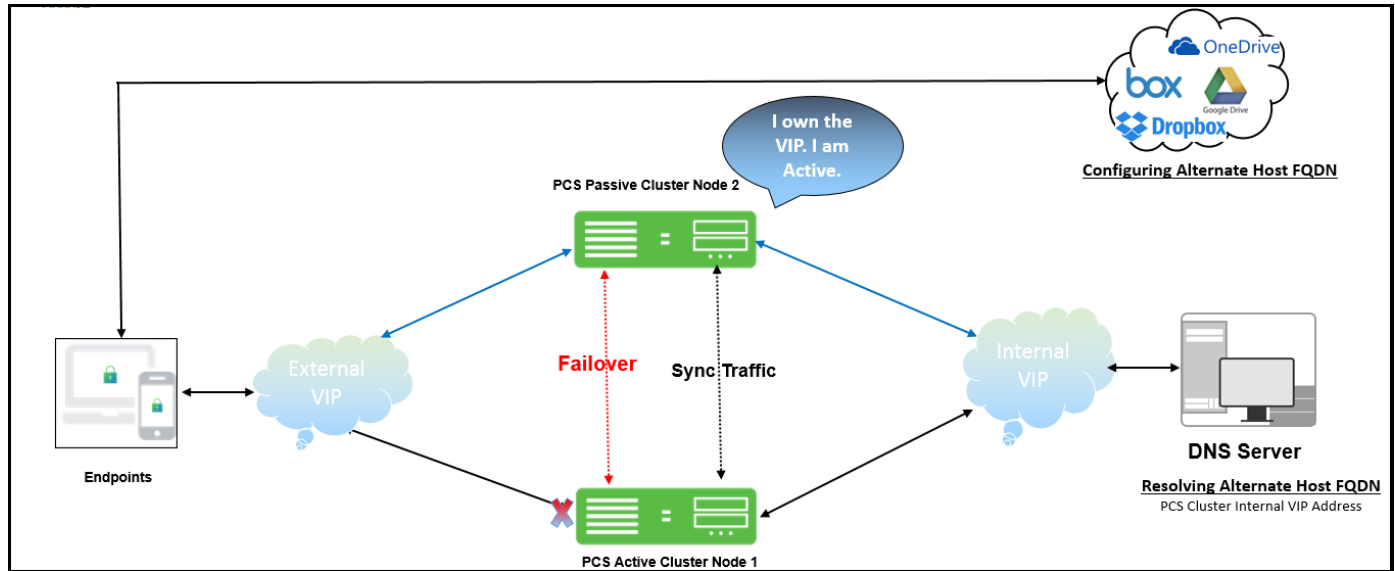 OneDrive
box
Google Drive
Dropbox
Configuring Alternate Host FQDN
I own the
VIP. I am
Active.
PCS Passive Cluster Node 2
External
VIP
Failover
Sync Traffic
Internal
VIP
Endpoints
DNS Server
Resolving Alternate Host FQDN
PCS Cluster Internal VIP Address
PCS Active Cluster Node 1